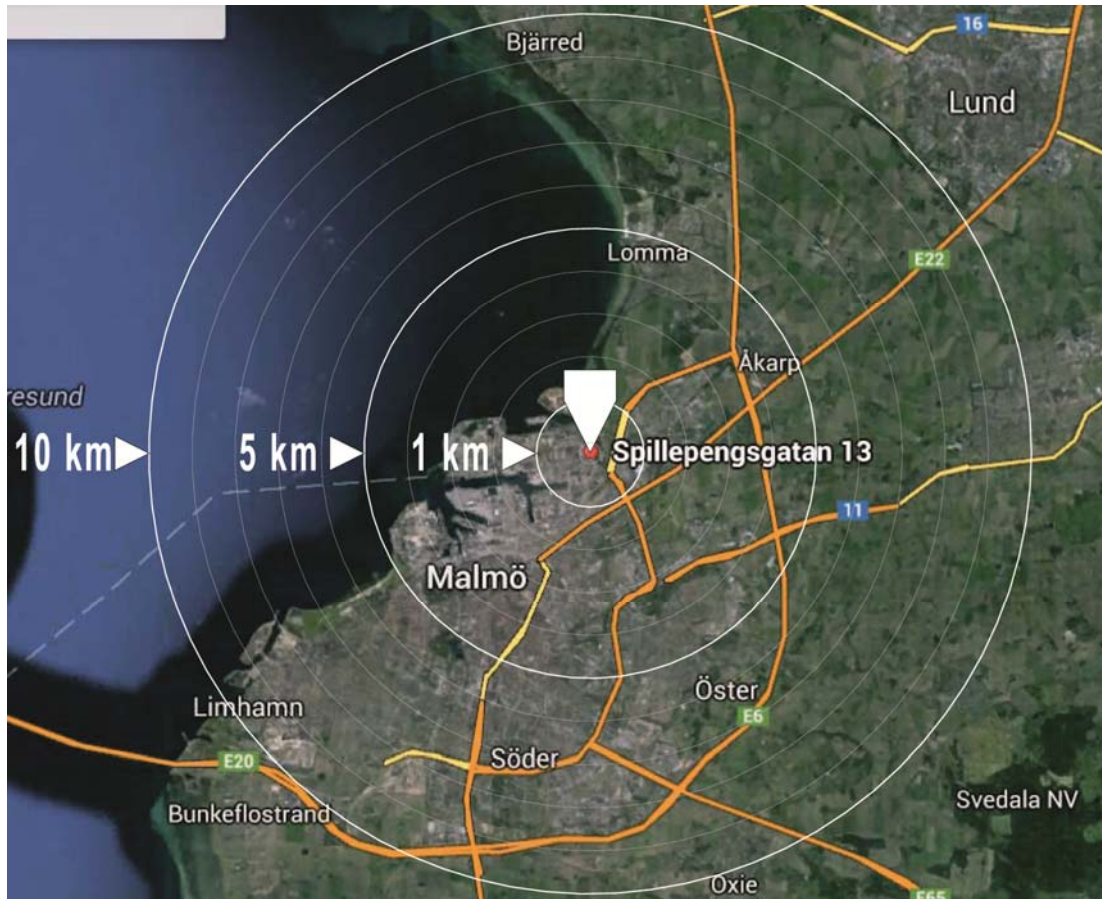 16
Bjärred
Lund
Lomma
E22
Åkarp
resund
10 km
5 km
1 km
Spillepengsgatan 13
11
Malmö
Öster
Limhamn
E6
Söder
E20
Svedala NV
Bunkeflostrand
Oxie
E65